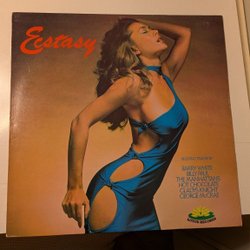 Ecstasy
BARRY WHITE
BILLY PAUL
THE MANHATTANS
HOT CHOCOLATE
GLADYS KNIGHT
GEORGE McCRAE